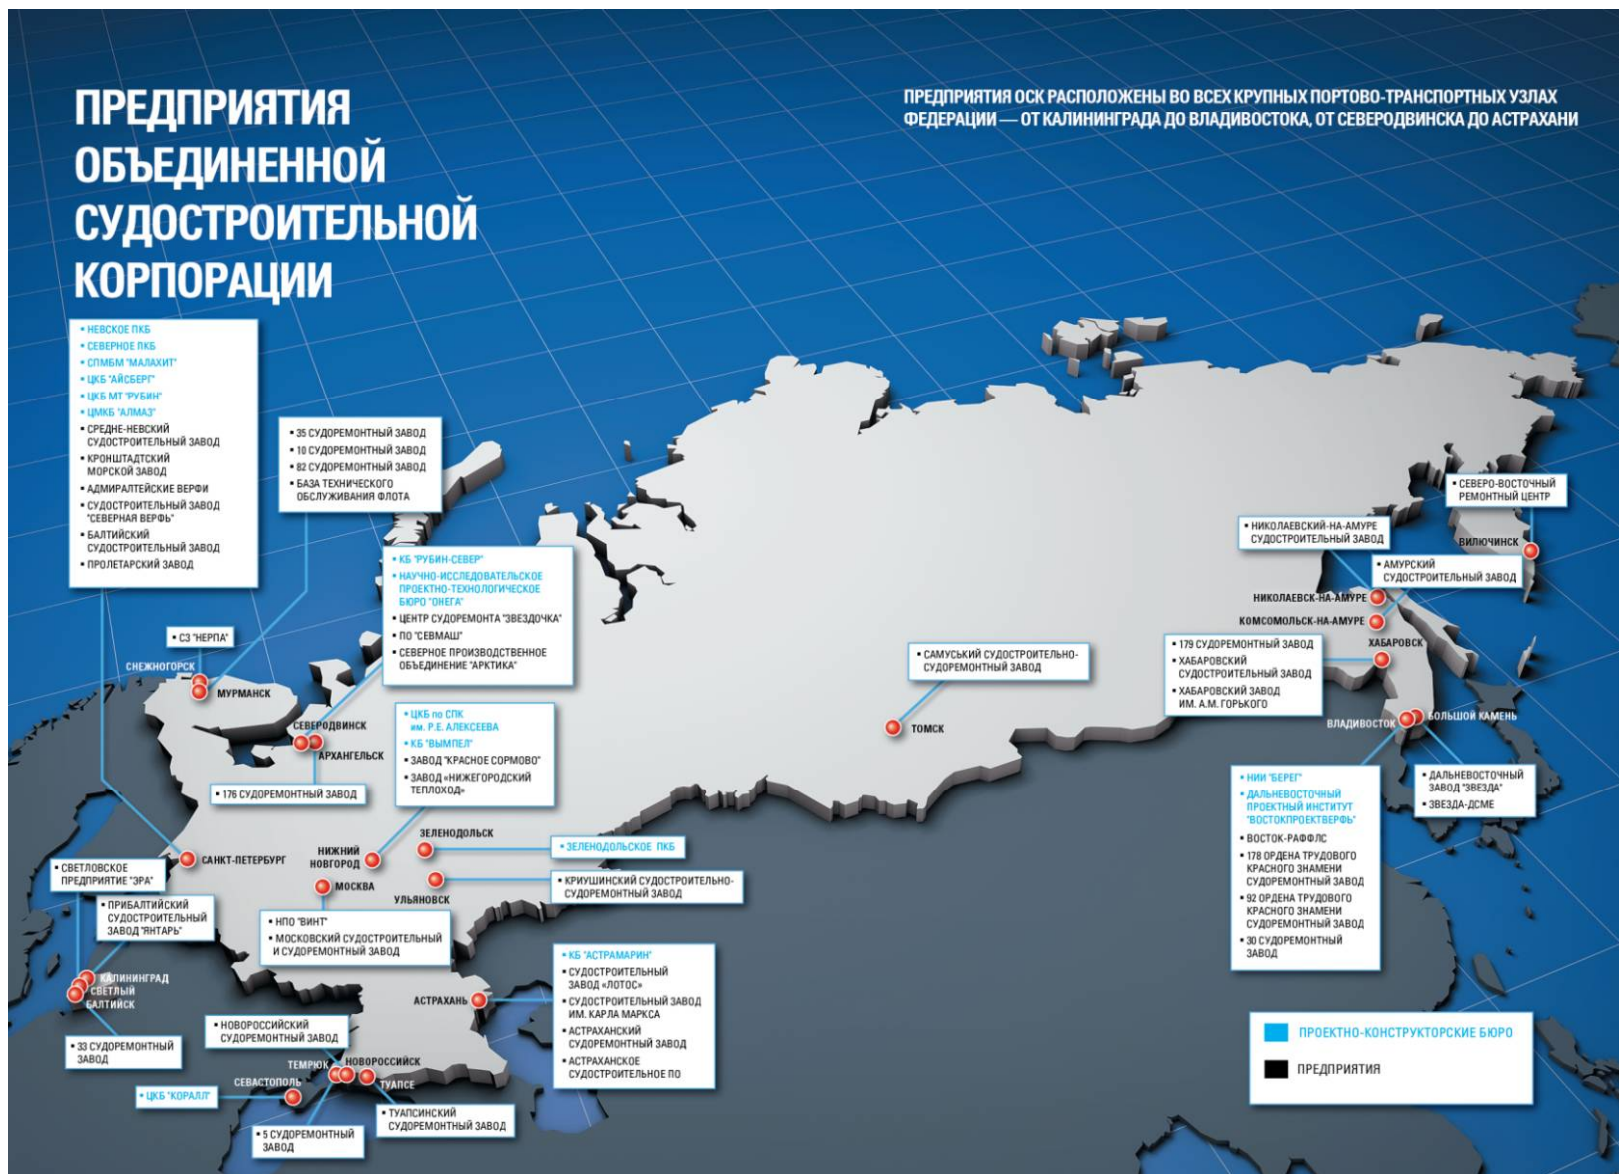 ПРЕДПРИЯТИЯ
ОБЪЕДИНЕННОЙ
СУДОСТРОИТЕЛЬНОЙ
КОРПОРАЦИИ
ПРЕДПРИЯТИЯ ОСК РАСПОЛОЖЕНЫ ВО ВСЕХ КРУПНЫХ ПОРТОВО-ТРАНСПОРТНЫХ УЗЛАХ
ФЕДЕРАЦИИ — ОТ КАЛИНИНГРАДА ДО ВЛАДИВОСТОКА, ОТ СЕВЕРОДВИНСКА ДО АСТРАХАНИ
▪ НЕВСКОЕ ПКБ
▪ СЕВЕРНОЕ ПКБ
▪ СПМБМ "МАЛАХИТ"
▪ ЦКБ "АЙСБЕРГ"
▪ ЦКБ МТ "РУБИН"
▪ ЦМКБ "АЛМАЗ"
▪ СРЕДНЕ-НЕВСКИЙ
СУДОСТРОИТЕЛЬНЫЙ ЗАВОД
▪ КРОНШТАДТСКИЙ
МОРСКОЙ ЗАВОД
▪ АДМИРАЛТЕЙСКИЕ ВЕРФИ
▪ СУДОСТРОИТЕЛЬНЫЙ ЗАВОД
"СЕВЕРНАЯ ВЕРФЬ"
▪ БАЛТИЙСКИЙ
СУДОСТРОИТЕЛЬНЫЙ ЗАВОД
▪ ПРОЛЕТАРСКИЙ ЗАВОД
▪ 35 СУДОРЕМОНТНЫЙ ЗАВОД
▪ 10 СУДОРЕМОНТНЫЙ ЗАВОД
▪ 82 СУДОРЕМОНТНЫЙ ЗАВОД
▪ БАЗА ТЕХНИЧЕСКОГО
ОБСЛУЖИВАНИЯ ФЛОТА
▪ КБ "РУБИН-СЕВЕР"
▪ НАУЧНО-ИССЛЕДОВАТЕЛЬСКОЕ
ПРОЕКТНО-ТЕХНОЛОГИЧЕСКОЕ
БЮРО "ОНЕГА"
▪ ЦЕНТР СУДОРЕМОНТА "ЗВЕЗДОЧКА"
▪ ПО "СЕВМАШ"
▪ СЕВЕРНОЕ ПРОИЗВОДСТВЕННОЕ
ОБЪЕДИНЕНИЕ "АРКТИКА"
▪ СЕВЕРО-ВОСТОЧНЫЙ
РЕМОНТНЫЙ ЦЕНТР
▪ НИКОЛАЕВСКИЙ-НА-АМУРЕ
СУДОСТРОИТЕЛЬНЫЙ ЗАВОД
ВИЛЮЧИНСК
▪ АМУРСКИЙ
СУДОСТРОИТЕЛЬНЫЙ ЗАВОД
НИКОЛАЕВСК-НА-АМУРЕ
КОМСОМОЛЬСК-НА-АМУРЕ
▪ 179 СУДОРЕМОНТНЫЙ ЗАВОД
▪ ХАБАРОВСКИЙ
СУДОСТРОИТЕЛЬНЫЙ ЗАВОД
▪ ХАБАРОВСКИЙ ЗАВОД
ИМ. А.М. ГОРЬКОГО
ХАБАРОВСК
ВЛАДИВОСТОК
БОЛЬШОЙ КАМЕНЬ
▪ СЗ "НЕРПА"
СНЕЖНОГОРСК
МУРМАНСК
▪ САМУСЬКИЙ СУДОСТРОИТЕЛЬНО-
СУДОРЕМОНТНЫЙ ЗАВОД
ТОМСК
СЕВЕРОДВИНСК
АРХАНГЕЛЬСК
▪ 176 СУДОРЕМОНТНЫЙ ЗАВОД
▪ ЦКБ по СПК
им. Р.Е. АЛЕКСЕЕВА
▪ КБ "ВЫМПЕЛ"
▪ ЗАВОД "КРАСНОЕ СОРМОВО"
▪ ЗАВОД «НИЖЕГОРОДСКИЙ
ТЕПЛОХОД»
▪ НИИ "БЕРЕГ"
▪ ДАЛЬНЕВОСТОЧНЫЙ
ПРОЕКТНЫЙ ИНСТИТУТ
"ВОСТОКПРОЕКТВЕРФЬ"
▪ ВОСТОК-РАФФЛС
▪ 178 ОРДЕНА ТРУДОВОГО
КРАСНОГО ЗНАМЕНИ
СУДОРЕМОНТНЫЙ ЗАВОД
▪ 92 ОРДЕНА ТРУДОВОГО
КРАСНОГО ЗНАМЕНИ
СУДОРЕМОНТНЫЙ ЗАВОД
▪ 30 СУДОРЕМОНТНЫЙ
ЗАВОД
▪ ДАЛЬНЕВОСТОЧНЫЙ
ЗАВОД "ЗВЕЗДА"
▪ ЗВЕЗДА-ДСМЕ
САНКТ-ПЕТЕРБУРГ
НИЖНИЙ
НОВГОРОД
ЗЕЛЕНОДОЛЬСК
▪ ЗЕЛЕНОДОЛЬСКОЕ ПКБ
МОСКВА
УЛЬЯНОВСК
▪ КРИУШИНСКИЙ СУДОСТРОИТЕЛЬНО-
СУДОРЕМОНТНЫЙ ЗАВОД
▪ СВЕТЛОВСКОЕ
ПРЕДПРИЯТИЕ "ЭРА"
▪ ПРИБАЛТИЙСКИЙ
СУДОСТРОИТЕЛЬНЫЙ
ЗАВОД "ЯНТАРЬ"
▪ НПО "ВИНТ"
▪ МОСКОВСКИЙ СУДОСТРОИТЕЛЬНЫЙ
И СУДОРЕМОНТНЫЙ ЗАВОД
КАЛИНИНГРАД
СВЕТЛЫЙ
БАЛТИЙСК
▪ 33 СУДОРЕМОНТНЫЙ
ЗАВОД
АСТРАХАНЬ
▪ КБ "АСТРАМАРИН"
▪ СУДОСТРОИТЕЛЬНЫЙ
ЗАВОД «ЛОТОС»
▪ СУДОСТРОИТЕЛЬНЫЙ ЗАВОД
ИМ. КАРЛА МАРКСА
▪ АСТРАХАНСКИЙ
СУДОРЕМОНТНЫЙ ЗАВОД
▪ АСТРАХАНСКОЕ
СУДОСТРОИТЕЛЬНОЕ ПО
▪ НОВОРОССИЙСКИЙ
СУДОРЕМОНТНЫЙ ЗАВОД
ТЕМРЮК
НОВОРОССИЙСК
СЕВАСТОПОЛЬ
ТУАПСЕ
▪ ЦКБ "КОРАЛЛ"
▪ ТУАПСИНСКИЙ
СУДОРЕМОНТНЫЙ ЗАВОД
▪ 5 СУДОРЕМОНТНЫЙ
ЗАВОД
ПРОЕКТНО-КОНСТРУКТОРСКИЕ БЮРО
ПРЕДПРИЯТИЯ